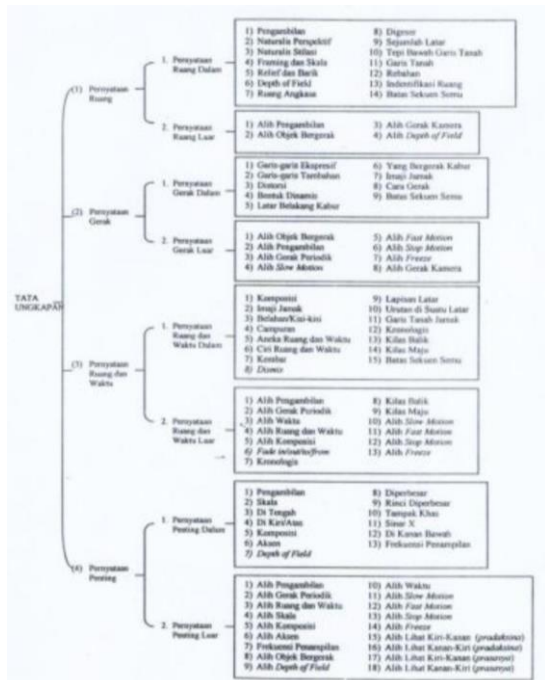 TATA
UNGKAPAN
(1) Pernyataan
Ruang
1. Pernyataan
Ruang Dalam
1) Pengambilan
2) Naturalis Perspektif
3) Naturalis Stilasi
4) Framing dan Skala
5) Relief dan Barik
6) Depth of Field
7) Ruang Angkasa
8) Digeser
9) Sejumlah Latar
10) Tepi Bawah Garis Tanah
11) Garis Tanah
12) Rebahan
13) Indentifikasi Ruang
14) Batas Sekuen Semu
2. Pernyataan
Ruang Luar
1) Alih Pengambilan
2) Alih Objek Bergerak
3) Alih Gerak Kamera
4) Alih Depth of Field
(2) Pernyataan
Gerak
1. Pernyataan
Gerak Dalam
1) Garis-garis Ekspresif
2) Garis-garis Tambahan
3) Distorsi
4) Bentuk Dinamis
5) Latar Belakang Kabur
6) Yang Bergerak Kabur
7) Imaji Jamak
8) Cara Gerak
9) Batas Sekuen Semu
2. Pernyataan
Gerak Luar
1) Alih Objek Bergerak
2) Alih Pengambilan
3) Alih Gerak Periodik
4) Alih Slow Motion
5) Alih Fast Motion
6) Alih Stop Motion
7) Alih Freeze
8) Alih Gerak Kamera
(3) Pernyataan
Ruang dan
Waktu
1. Pernyataan
Ruang dan
Waktu Dalam
1) Komposisi
2) Imaji Jamak
3) Belahan/Kisi-kisi
4) Campuran
5) Aneka Ruang dan Waktu
6) Ciri Ruang dan Waktu
7) Kembar
8) Dismix
9) Lapisan Latar
10) Urutan di Suatu Latar
11) Garis Tanah Jamak
12) Kronologis
13) Kilas Balik
14) Kilas Maju
15) Batas Sekuen Semu
2. Pernyataan
Ruang dan
Waktu Luar
1) Alih Pengambilan
2) Alih Gerak Periodik
3) Alih Waktu
4) Alih Ruang dan Waktu
5) Alih Komposisi
6) Fade in/out/to/from
7) Kronologis
8) Kilas Balik
9) Kilas Maju
10) Alih Slow Motion
11) Alih Fast Motion
12) Alih Stop Motion
13) Alih Freeze
(4) Pernyataan
Penting
1. Pernyataan
Penting Dalam
1) Pengambilan
2) Skala
3) Di Tengah
4) Di Kiri/Atas
5) Komposisi
6) Aksen
7) Depth of Field
8) Diperbesar
9) Rinci Diperbesar
10) Tampak Khas
11) Sinar X
12) Di Kanan Bawah
13) Frekuensi Penampilan
2. Pernyataan
Penting Luar
1) Alih Pengambilan
2) Alih Gerak Periodik
3) Alih Ruang dan Waktu
4) Alih Skala
5) Alih Komposisi
6) Alih Aksen
7) Frekuensi Penampilan
8) Alih Objek Bergerak
9) Alih Depth of Field
10) Alih Waktu
11) Alih Slow Motion
12) Alih Fast Motion
13) Alih Stop Motion
14) Alih Freeze
15) Alih Lihat Kiri-Kanan (pradaksina)
16) Alih Lihat Kanan-Kiri (pradaksina)
17) Alih Lihat Kiri-Kanan (prasavya)
18) Alih Lihat Kanan-Kiri (prasavya)